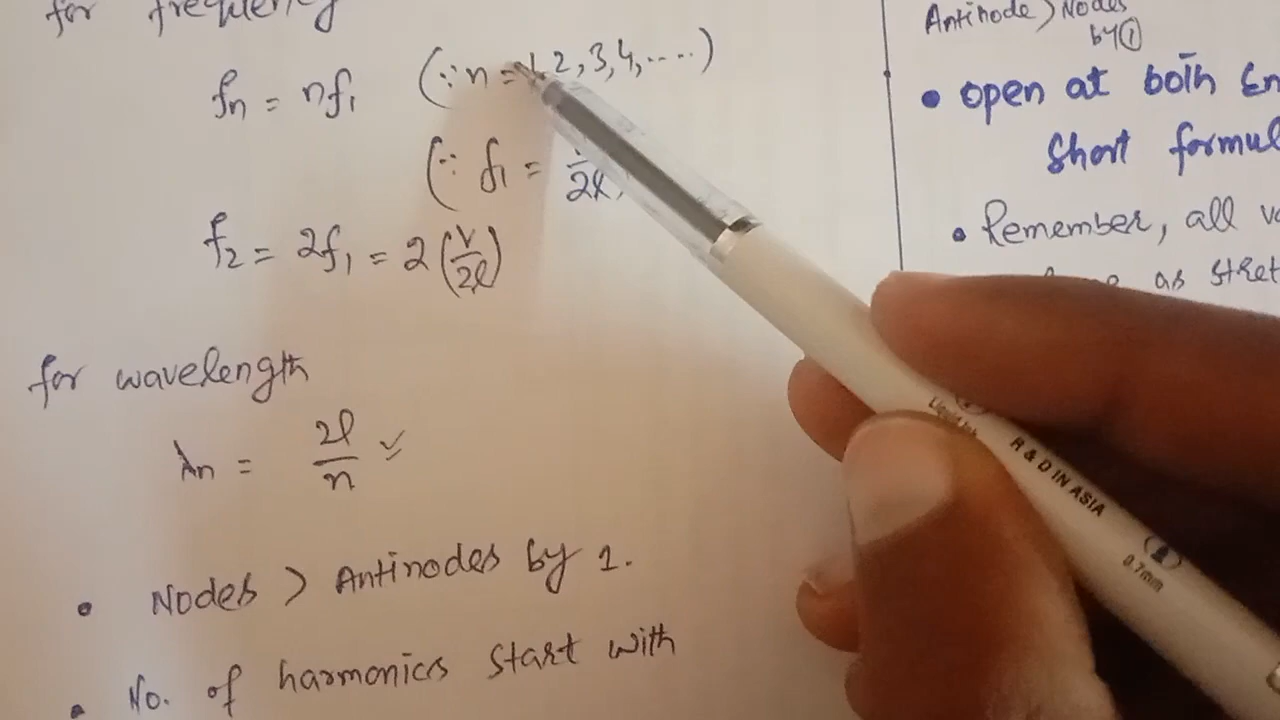 for frequency
fn = nf1 (∵ n = 1, 2, 3, 4, .....)
(∵ f1 = 2l)
f2 = 2f1 = 2 (v/2l)
for wavelength
λn = 2l/n
• Nodes > Antinodes by 1.
• No. of harmonics start with
Antinode > Nodes
by ①
• open at both En
Short formul
• Remember, all v
as stret
Liquid Ink
R & D IN ASIA
0.7mm